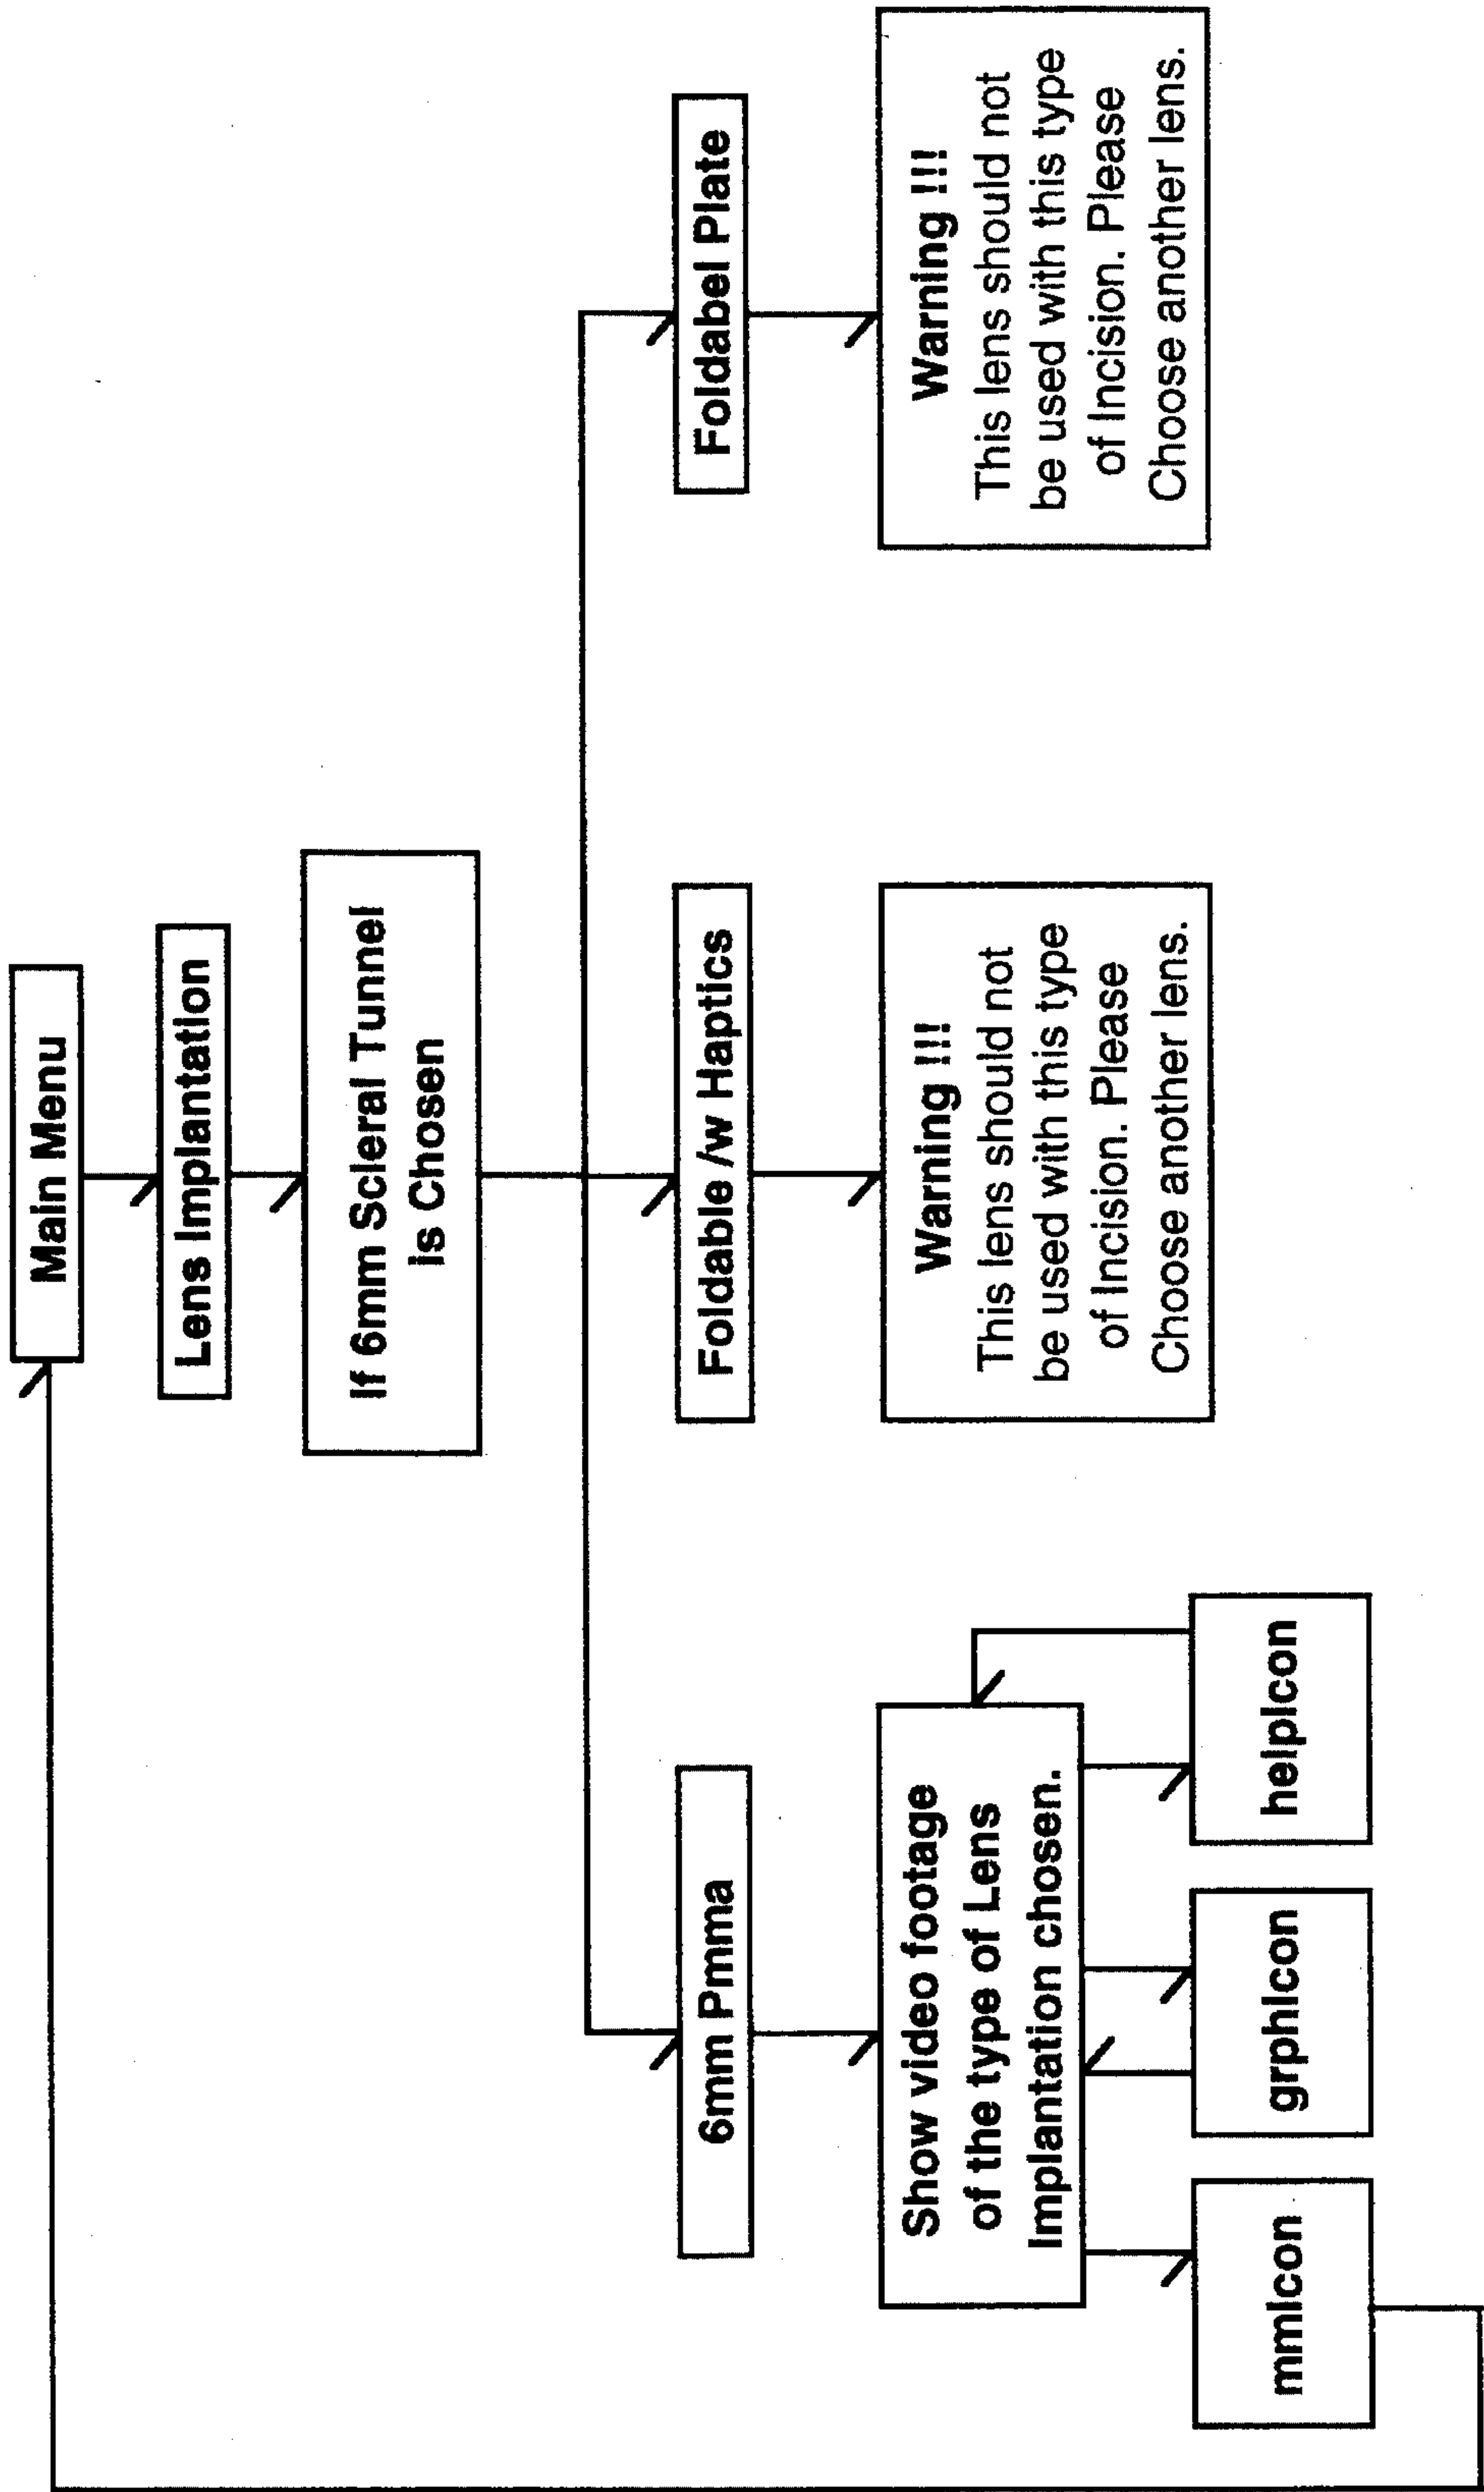 Main Menu
Lens Implantation
If 6mm Scleral Tunnel
is Chosen
6mm Pmma
Foldable /w Haptics
Foldabel Plate
Show video footage
of the type of Lens
Implantation chosen.
Warning !!!
This lens should not
be used with this type
of Incision. Please
Choose another lens.
Warning !!!
This lens should not
be used with this type
of Incision. Please
Choose another lens.
mmIcon
grphIcon
helpIcon